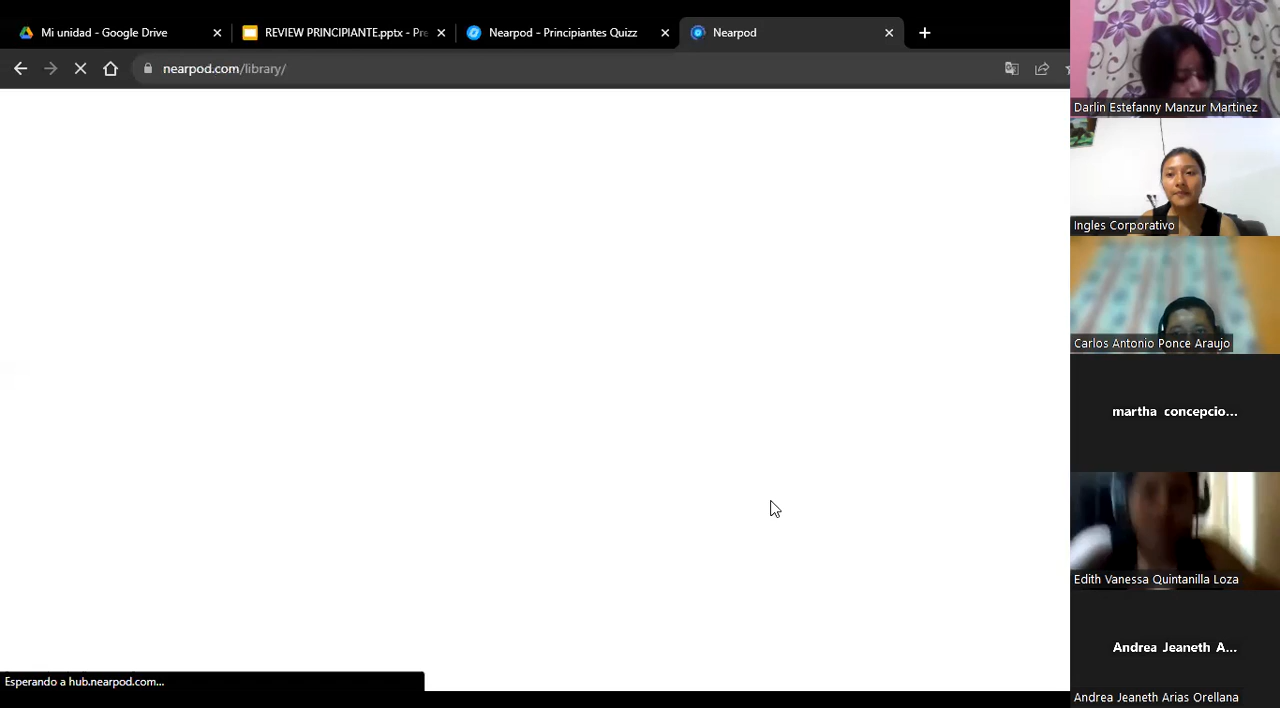 Mi unidad - Google Drive
REVIEW PRINCIPIANTE.pptx - Pre
Nearpod - Principiantes Quizz
Nearpod
nearpod.com/library/
Darlin Estefanny Manzur Martinez
Ingles Corporativo
Carlos Antonio Ponce Araujo
martha concepcio...
Edith Vanessa Quintanilla Loza
Andrea Jeaneth A...
Andrea Jeaneth Arias Orellana
Esperando a hub.nearpod.com...